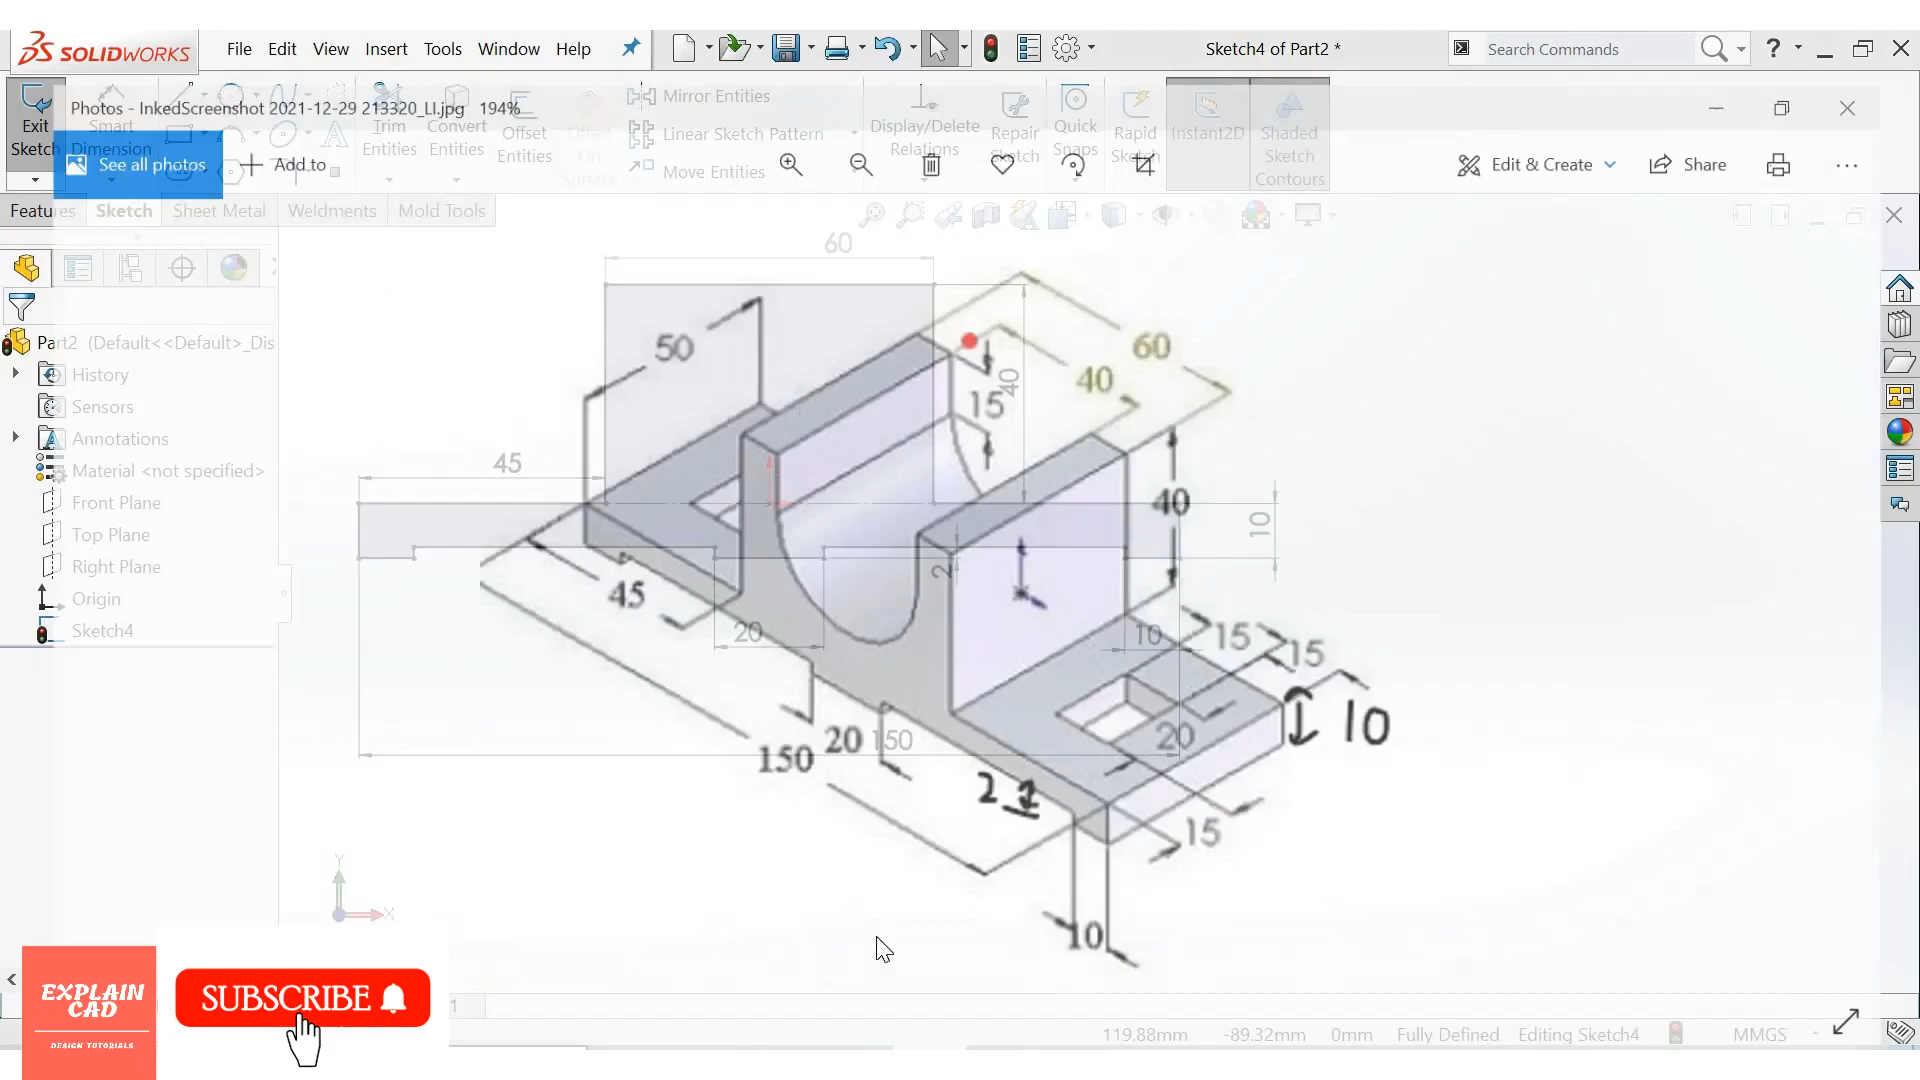 SOLIDWORKS File Edit View Insert Tools Window Help Sketch4 of Part2 * Search Commands ?
Photos - InkedScreenshot 2021-12-29 213320_LI.jpg 194%
Exit Sketch
Smart Dimension
Trim Entities
Convert Entities
Offset Entities
Mirror Entities
Linear Sketch Pattern
Move Entities
Display/Delete Relations
Repair Sketch
Quick Snaps
Rapid Sketch
Instant2D
Shaded Sketch Contours
See all photos
Add to
Edit & Create
Share
Features Sketch Sheet Metal Weldments Mold Tools
Part2 (Default<<Default>_Dis
History
Sensors
Annotations
Material <not specified>
Front Plane
Top Plane
Right Plane
Origin
Sketch4
60
50
60
40
15
40
45
40
10
2
45
20
10
15
15
10
20
150
20
150
2
15
10
Y
X
EXPLAIN
CAD
DESIGN TUTORIALS
SUBSCRIBE
1
119.88mm -89.32mm 0mm Fully Defined Editing Sketch4 MMGS